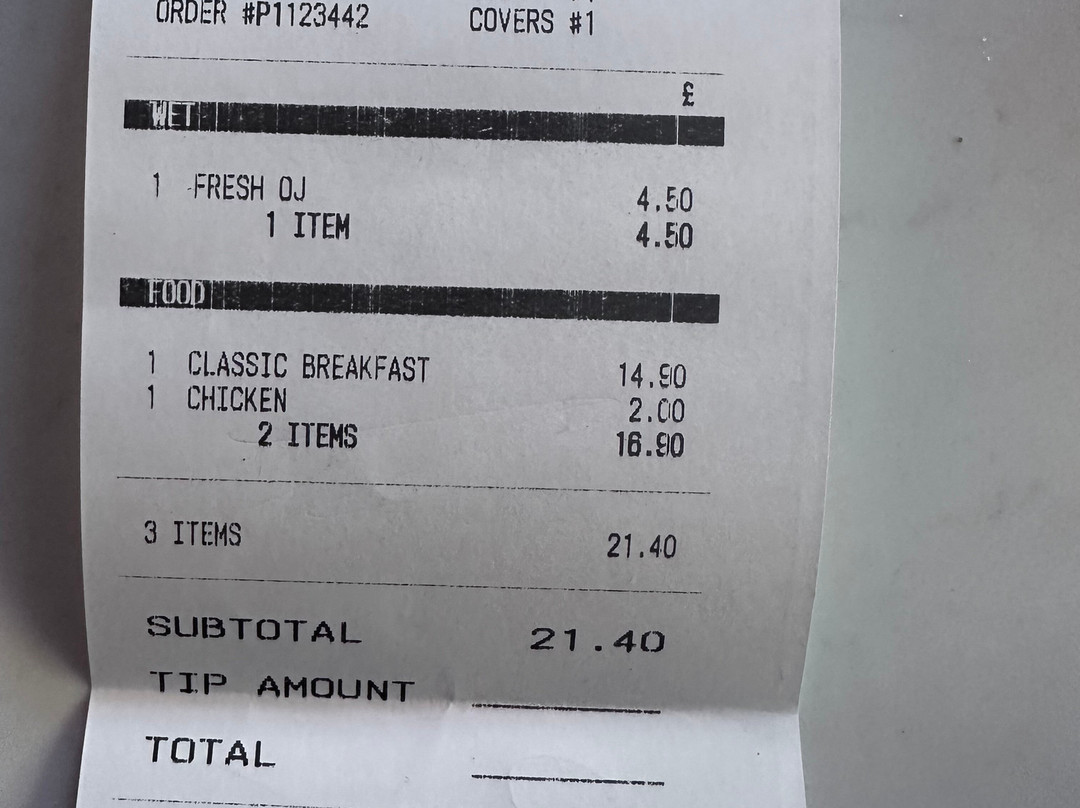 ORDER #P1123442 COVERS #1
£
WET
1 FRESH OJ 4.50
1 ITEM 4.50
FOOD
1 CLASSIC BREAKFAST 14.90
1 CHICKEN 2.00
2 ITEMS 16.90
3 ITEMS 21.40
SUBTOTAL 21.40
TIP AMOUNT
TOTAL